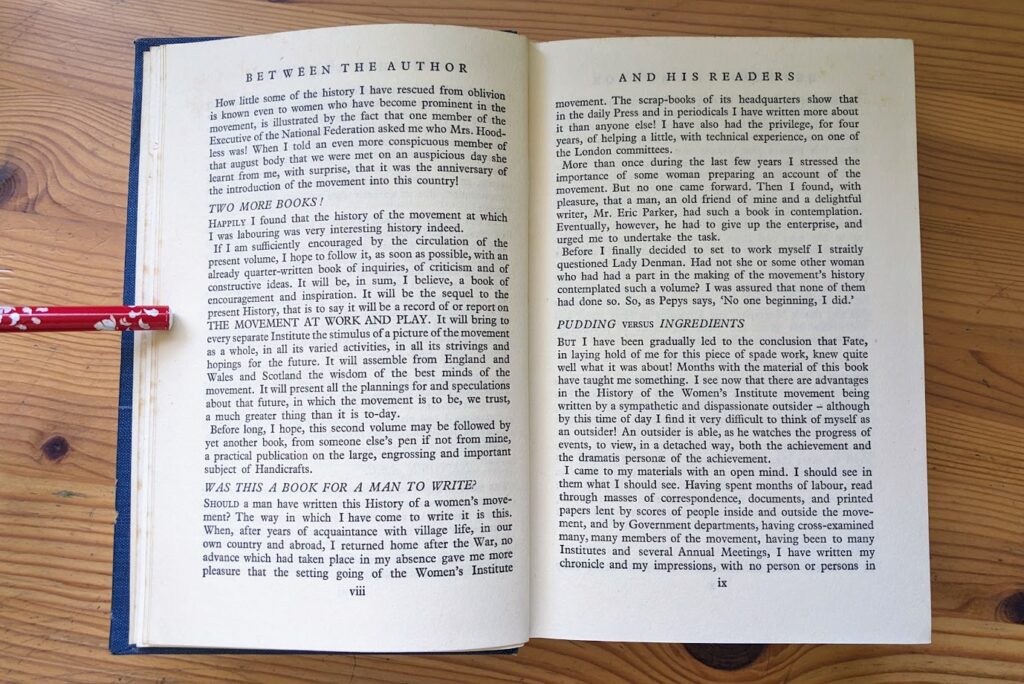 BETWEEN THE AUTHOR
How little some of the history I have rescued from oblivion
is known even to women who have become prominent in the
movement, is illustrated by the fact that one member of the
Executive of the National Federation asked me who Mrs. Hood-
less was! When I told an even more conspicuous member of
that august body that we were met on an auspicious day she
learnt from me, with surprise, that it was the anniversary of
the introduction of the movement into this country!
TWO MORE BOOKS!
HAPPILY I found that the history of the movement at which
I was labouring was very interesting history indeed.
If I am sufficiently encouraged by the circulation of the
present volume, I hope to follow it, as soon as possible, with an
already quarter-written book of inquiries, of criticism and of
constructive ideas. It will be, in sum, I believe, a book of
encouragement and inspiration. It will be the sequel to the
present History, that is to say it will be a record of or report on
THE MOVEMENT AT WORK AND PLAY. It will bring to
every separate Institute the stimulus of a picture of the movement
as a whole, in all its varied activities, in all its strivings and
hopings for the future. It will assemble from England and
Wales and Scotland the wisdom of the best minds of the
movement. It will present all the plannings for and speculations
about that future, in which the movement is to be, we trust,
a much greater thing than it is to-day.
Before long, I hope, this second volume may be followed by
yet another book, from someone else's pen if not from mine,
a practical publication on the large, engrossing and important
subject of Handicrafts.
WAS THIS A BOOK FOR A MAN TO WRITE?
SHOULD a man have written this History of a women's move-
ment? The way in which I have come to write it is this.
When, after years of acquaintance with village life, in our
own country and abroad, I returned home after the War, no
advance which had taken place in my absence gave me more
pleasure that the setting going of the Women's Institute
viii
AND HIS READERS
movement. The scrap-books of its headquarters show that
in the daily Press and in periodicals I have written more about
it than anyone else! I have also had the privilege, for four
years, of helping a little, with technical experience, on one of
the London committees.
More than once during the last few years I stressed the
importance of some woman preparing an account of the
movement. But no one came forward. Then I found, with
pleasure, that a man, an old friend of mine and a delightful
writer, Mr. Eric Parker, had such a book in contemplation.
Eventually, however, he had to give up the enterprise, and
urged me to undertake the task.
Before I finally decided to set to work myself I straitly
questioned Lady Denman. Had not she or some other woman
who had had a part in the making of the movement's history
contemplated such a volume? I was assured that none of them
had done so. So, as Pepys says, 'No one beginning, I did.'
PUDDING VERSUS INGREDIENTS
BUT I have been gradually led to the conclusion that Fate,
in laying hold of me for this piece of spade work, knew quite
well what it was about! Months with the material of this book
have taught me something. I see now that there are advantages
in the History of the Women's Institute movement being
written by a sympathetic and dispassionate outsider – although
by this time of day I find it very difficult to think of myself as
an outsider! An outsider is able, as he watches the progress of
events, to view, in a detached way, both the achievement and
the dramatis personæ of the achievement.
I came to my materials with an open mind. I should see in
them what I should see. Having spent months of labour, read
through masses of correspondence, documents, and printed
papers lent by scores of people inside and outside the move-
ment, and by Government departments, having cross-examined
many, many members of the movement, having been to many
Institutes and several Annual Meetings, I have written my
chronicle and my impressions, with no person or persons in
ix